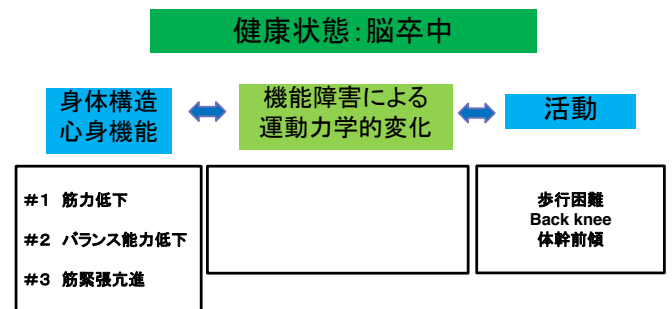 健康状態：脳卒中
身体構造
心身機能
機能障害による
運動力学的変化
活動
#1 筋力低下
#2 バランス能力低下
#3 筋緊張亢進
歩行困難
Back knee
体幹前傾